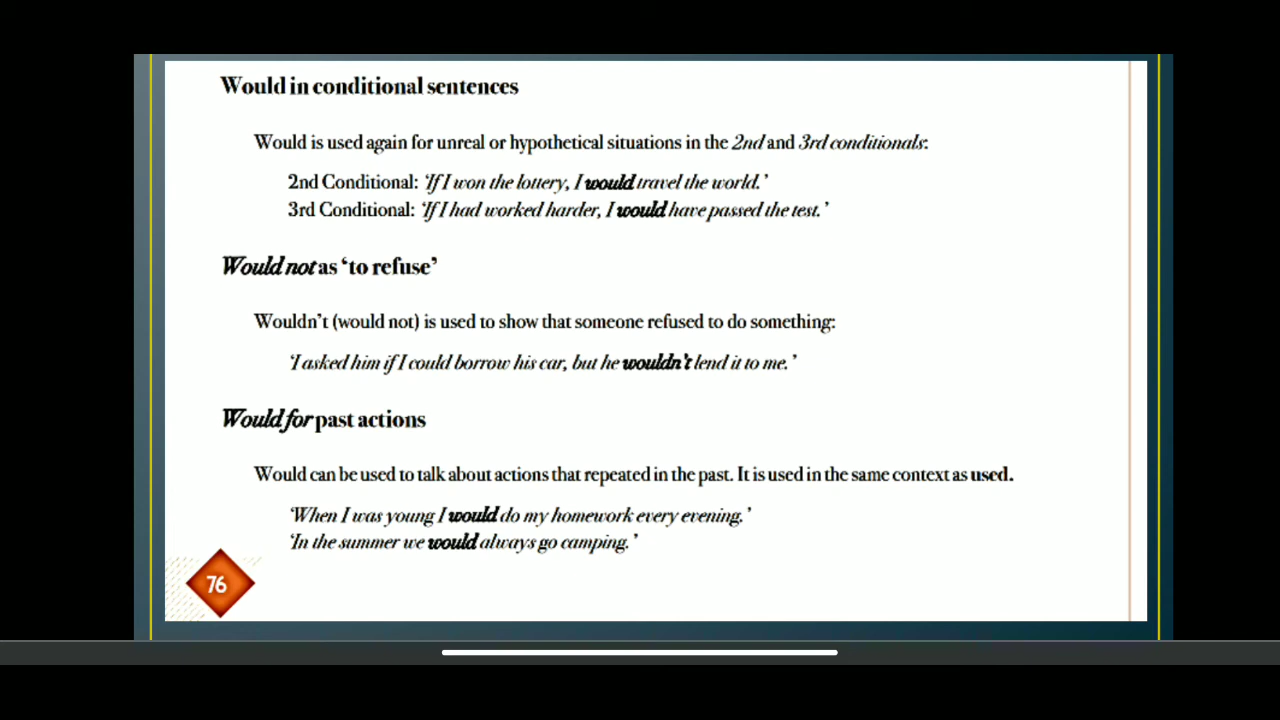 Would in conditional sentences
Would is used again for unreal or hypothetical situations in the 2nd and 3rd conditionals:
2nd Conditional: ‘If I won the lottery, I would travel the world.’
3rd Conditional: ‘If I had worked harder, I would have passed the test.’
Would not as ‘to refuse’
Wouldn’t (would not) is used to show that someone refused to do something:
‘I asked him if I could borrow his car, but he wouldn’t lend it to me.’
Would for past actions
Would can be used to talk about actions that repeated in the past. It is used in the same context as used.
‘When I was young I would do my homework every evening.’
‘In the summer we would always go camping.’
76